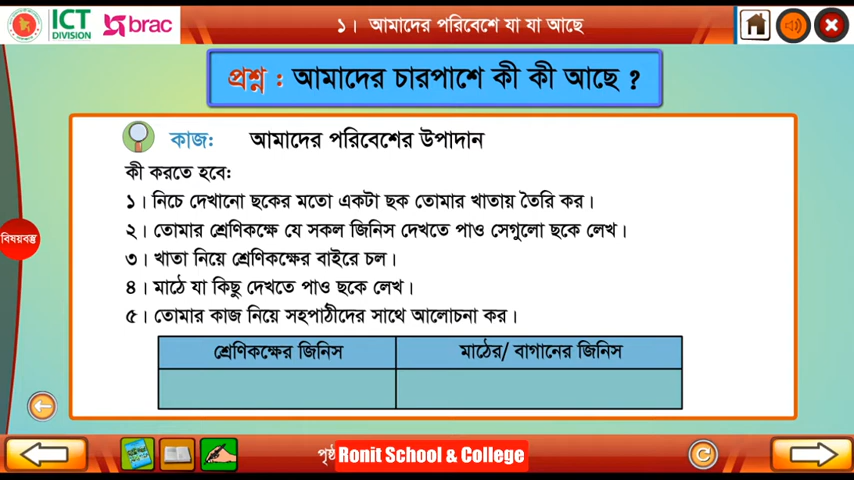 ICT
DIVISION
brac
১। আমাদের পরিবেশে যা যা আছে
প্রশ্ন : আমাদের চারপাশে কী কী আছে ?
কাজ: আমাদের পরিবেশের উপাদান
কী করতে হবে:
১। নিচে দেখানো ছকের মতো একটা ছক তোমার খাতায় তৈরি কর।
২। তোমার শ্রেণিকক্ষে যে সকল জিনিস দেখতে পাও সেগুলো ছকে লেখ।
৩। খাতা নিয়ে শ্রেণিকক্ষের বাইরে চল।
৪। মাঠে যা কিছু দেখতে পাও ছকে লেখ।
৫। তোমার কাজ নিয়ে সহপাঠীদের সাথে আলোচনা কর।
শ্রেণিকক্ষের জিনিস মাঠের/ বাগানের জিনিস
বিষয়বস্তু
Ronit School & College